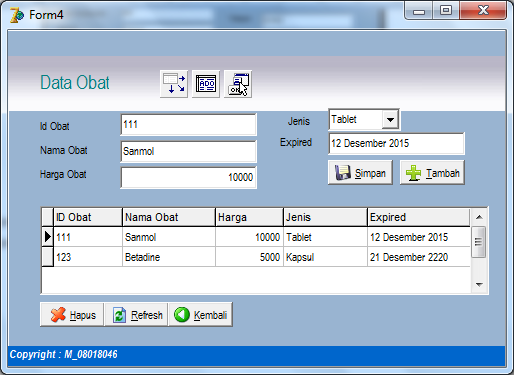 Form4
Data Obat
ADO
OK
Id Obat 111 Jenis Tablet
Nama Obat Sanmol Expired 12 Desember 2015
Harga Obat 10000 Simpan Tambah
ID Obat Nama Obat Harga Jenis Expired
111 Sanmol 10000 Tablet 12 Desember 2015
123 Betadine 5000 Kapsul 21 Desember 2220
Hapus Refresh Kembali
Copyright : M_08018046